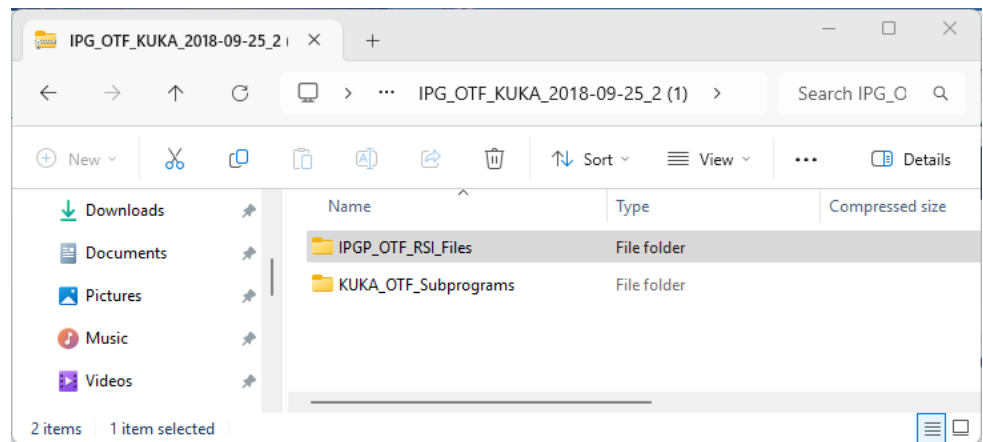 IPG_OTF_KUKA_2018-09-25_2 (
IPG_OTF_KUKA_2018-09-25_2 (1)
Search IPG_O
New
Sort
View
Details
Downloads
Documents
Pictures
Music
Videos
Name Type Compressed size
IPGP_OTF_RSI_Files File folder
KUKA_OTF_Subprograms File folder
2 items 1 item selected